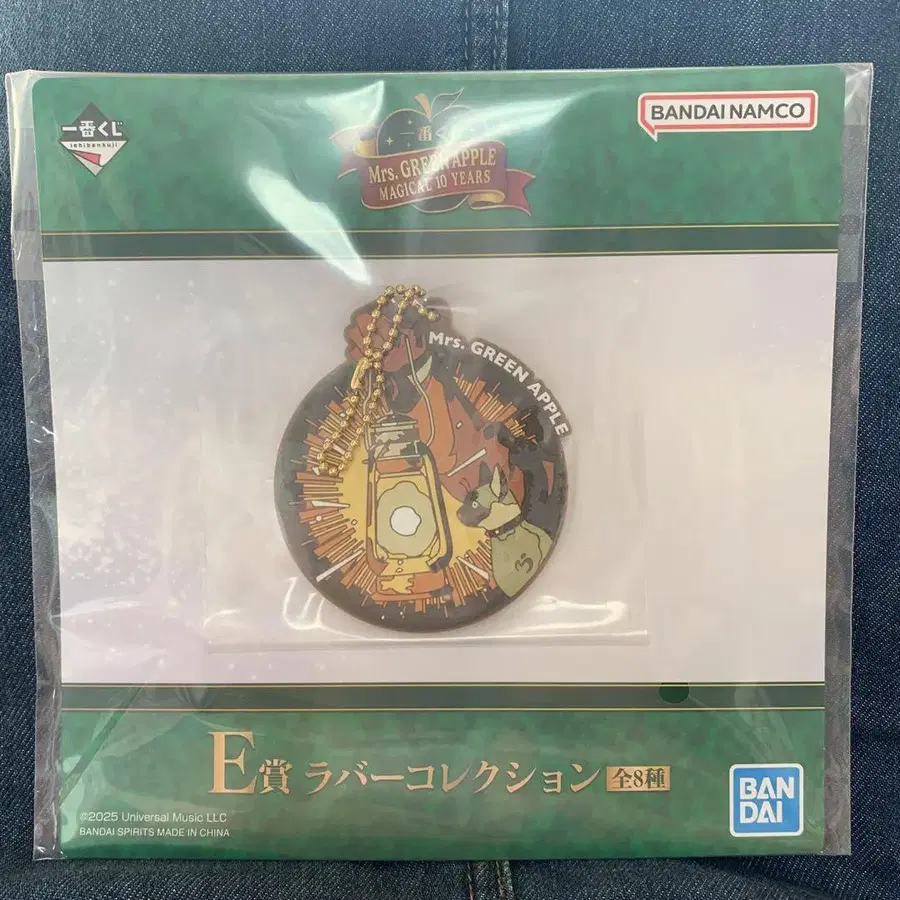 一番くじ
ichibankuji
一番くじ
Mrs. GREEN APPLE
MAGICAL 10 YEARS
BANDAI NAMCO
Mrs. GREEN APPLE
E賞 ラバーコレクション 全8種
©2025 Universal Music LLC
BANDAI SPIRITS MADE IN CHINA
BAN
DAI